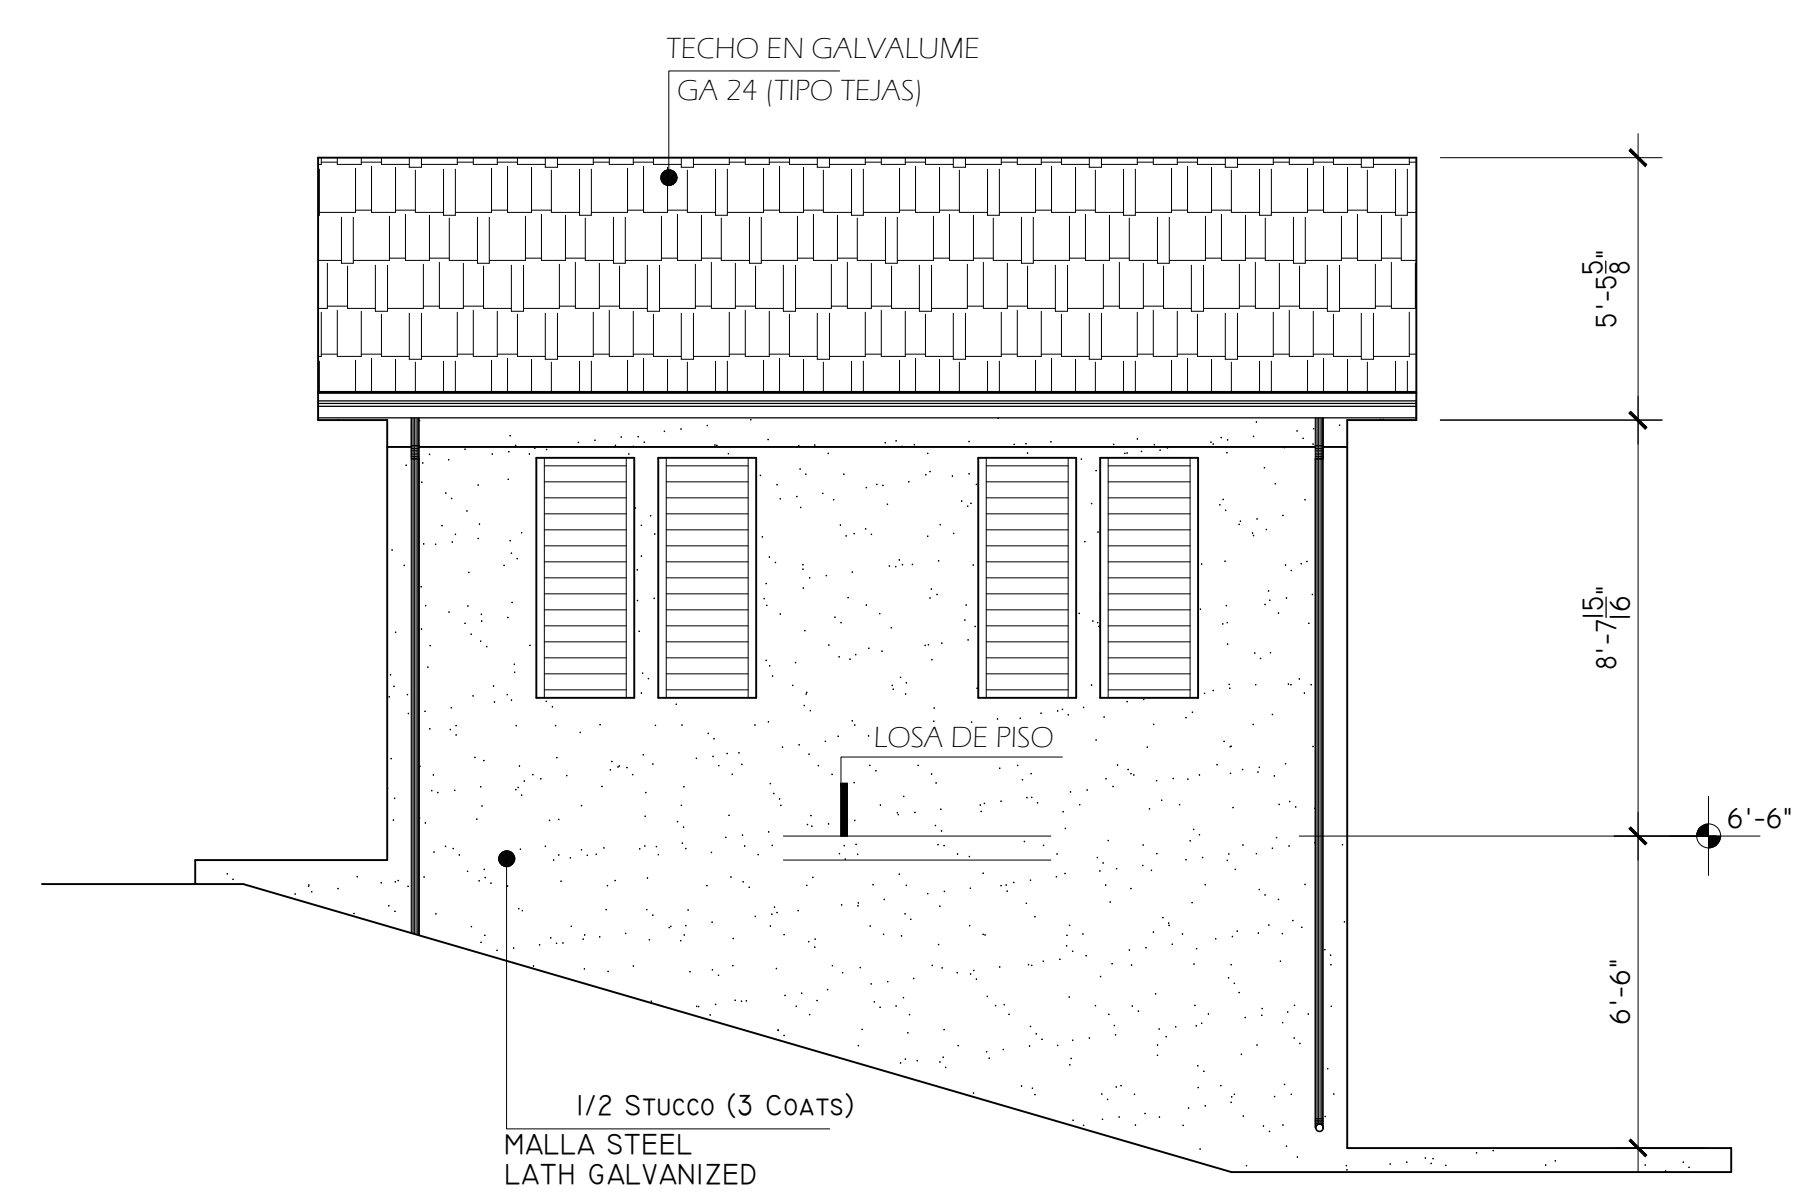 TECHO EN GALVALUME
GA 24 (TIPO TEJAS)
5'-5 5/8"
8'-7 15/16"
LOSA DE PISO
6'-6"
6'-6"
1/2 STUCCO (3 COATS)
MALLA STEEL
LATH GALVANIZED